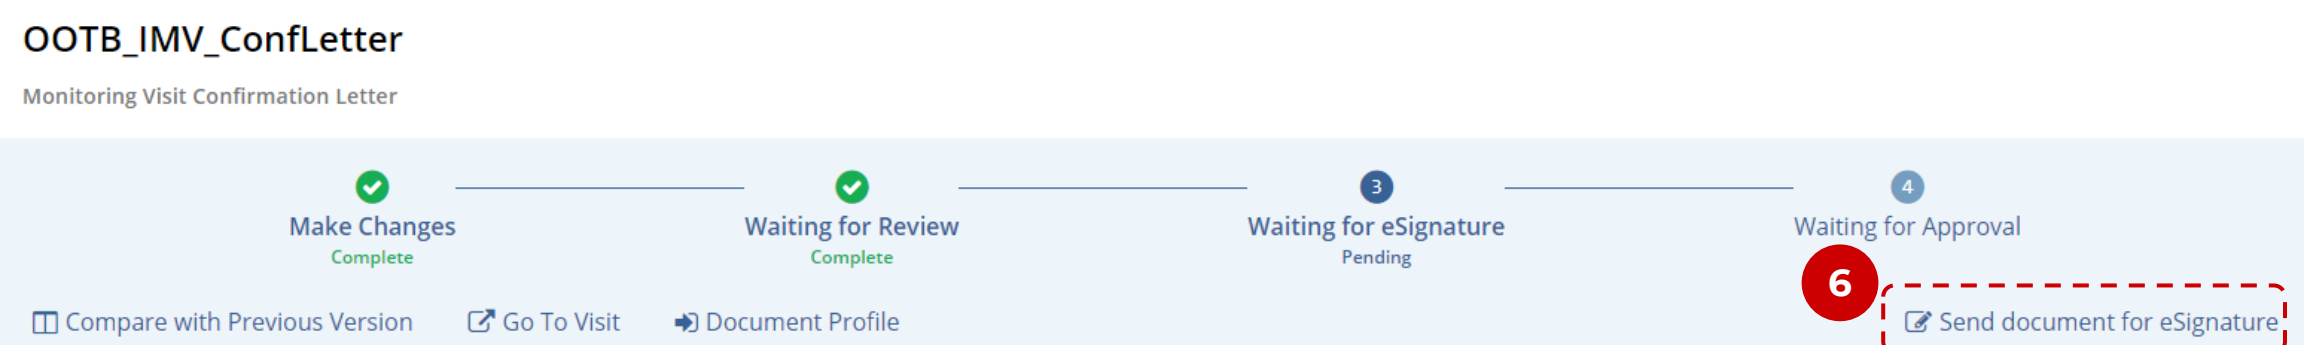 OOTB_IMV_ConfLetter
Monitoring Visit Confirmation Letter
3
4
Make Changes
Waiting for Review
Waiting for eSignature
Waiting for Approval
Complete
Complete
Pending
6
Compare with Previous Version
Go To Visit
Document Profile
Send document for eSignature